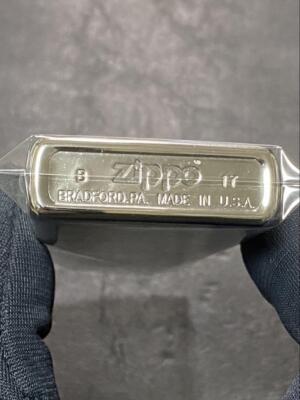 B zippo 17
BRADFORD,PA. MADE IN U.S.A.